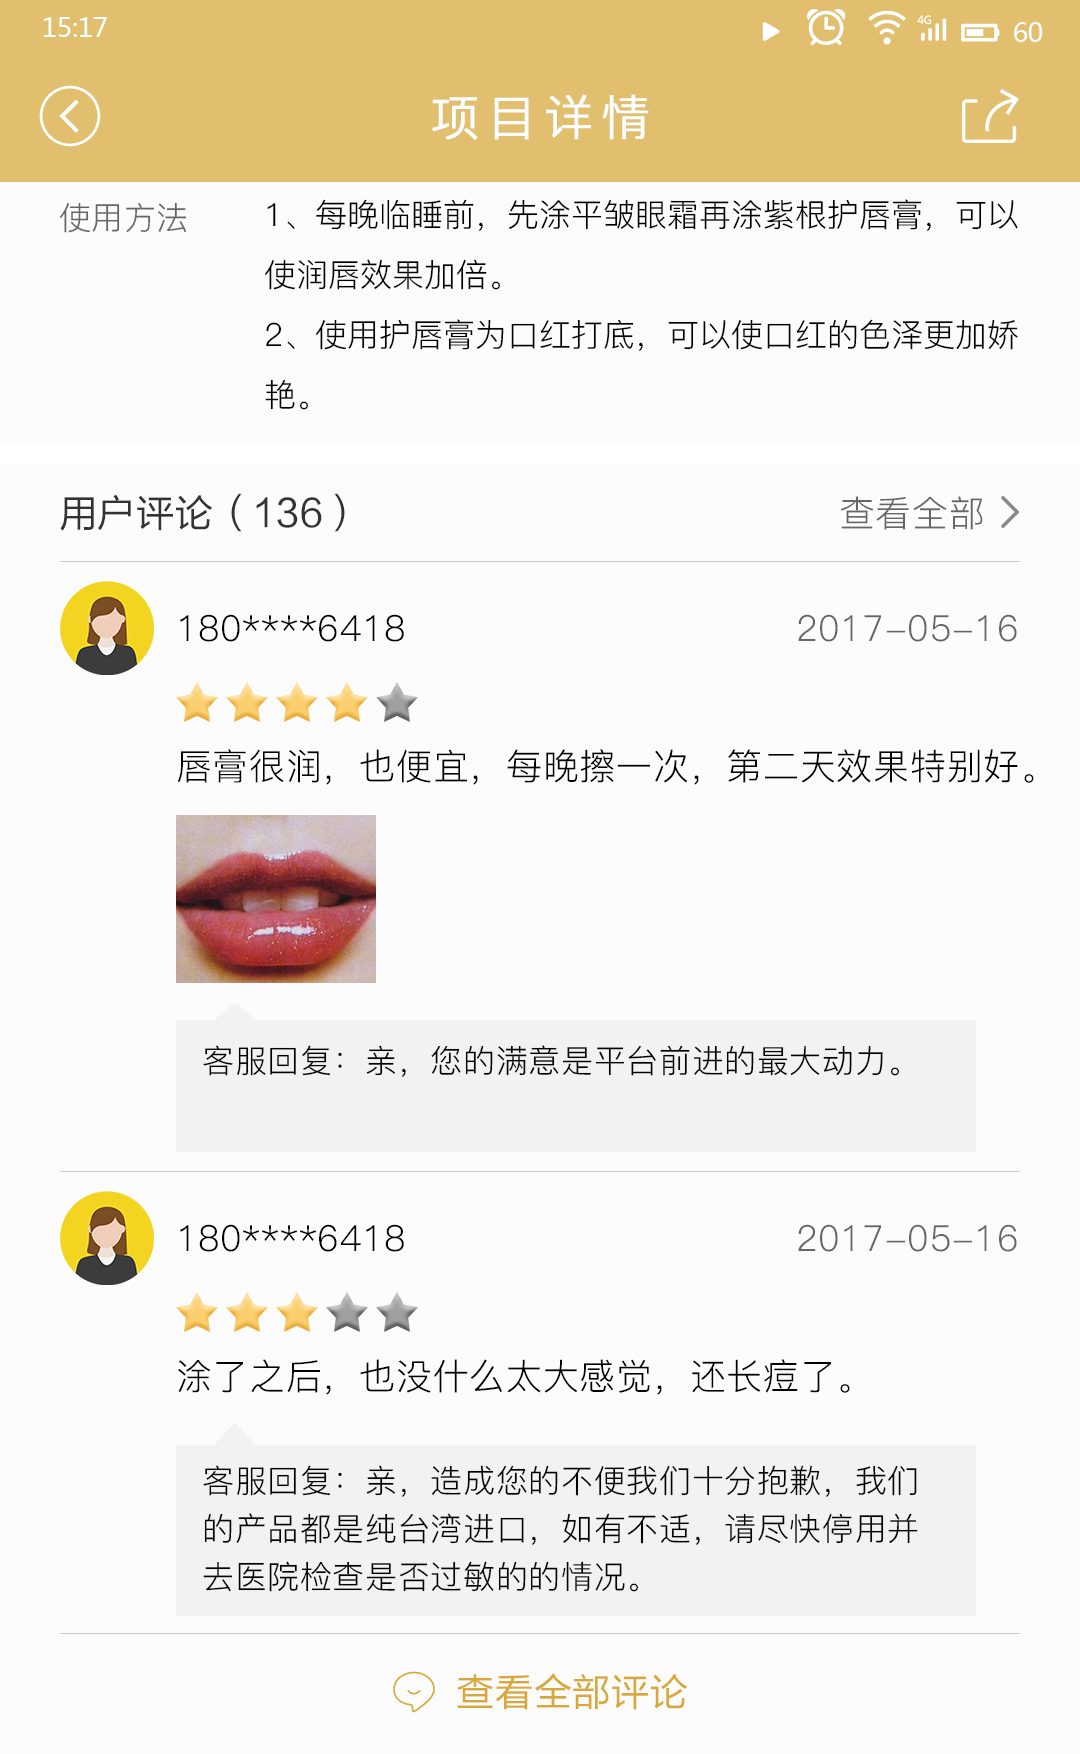 15:17
4G
60
项目详情
使用方法
1、每晚临睡前，先涂平皱眼霜再涂紫根护唇膏，可以
使润唇效果加倍。
2、使用护唇膏为口红打底，可以使口红的色泽更加娇
艳。
用户评论（136）
查看全部
180****6418
2017-05-16
唇膏很润，也便宜，每晚擦一次，第二天效果特别好。
客服回复：亲，您的满意是平台前进的最大动力。
180****6418
2017-05-16
涂了之后，也没什么太大感觉，还长痘了。
客服回复：亲，造成您的不便我们十分抱歉，我们
的产品都是纯台湾进口，如有不适，请尽快停用并
去医院检查是否过敏的的情况。
查看全部评论